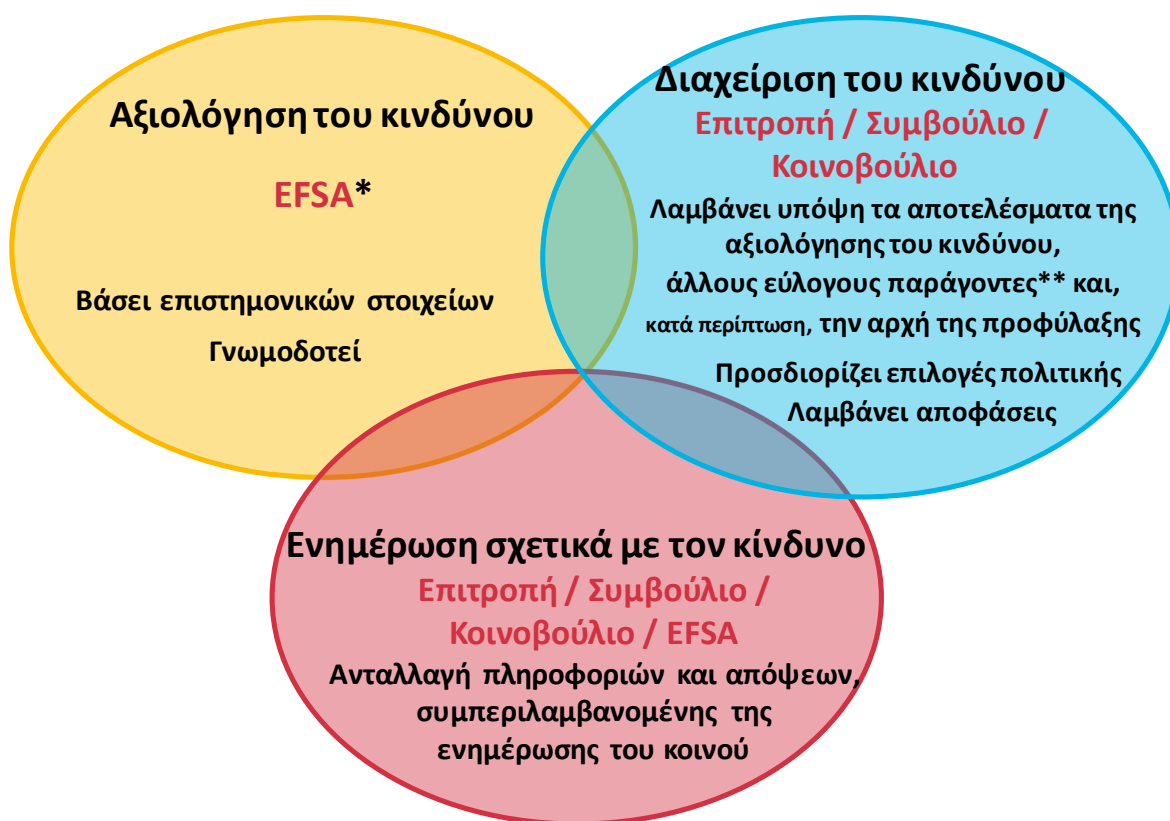 Αξιολόγηση του κινδύνου
EFSA*
Βάσει επιστημονικών στοιχείων
Γνωμοδοτεί
Διαχείριση του κινδύνου
Επιτροπή / Συμβούλιο /
Κοινοβούλιο
Λαμβάνει υπόψη τα αποτελέσματα της
αξιολόγησης του κινδύνου,
άλλους εύλογους παράγοντες** και,
κατά περίπτωση, την αρχή της προφύλαξης
Προσδιορίζει επιλογές πολιτικής
Λαμβάνει αποφάσεις
Ενημέρωση σχετικά με τον κίνδυνο
Επιτροπή / Συμβούλιο /
Κοινοβούλιο / EFSA
Ανταλλαγή πληροφοριών και απόψεων,
συμπεριλαμβανομένης της
ενημέρωσης του κοινού